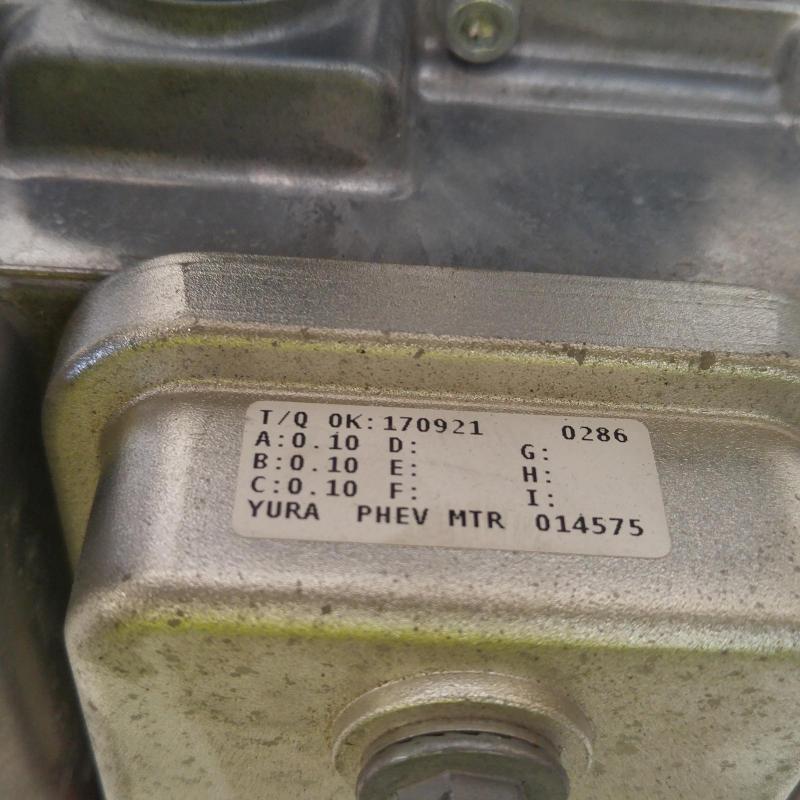 T/Q OK:170921 0286
A:0.10 D: G:
B:0.10 E: H:
C:0.10 F: I:
YURA PHEV MTR 014575